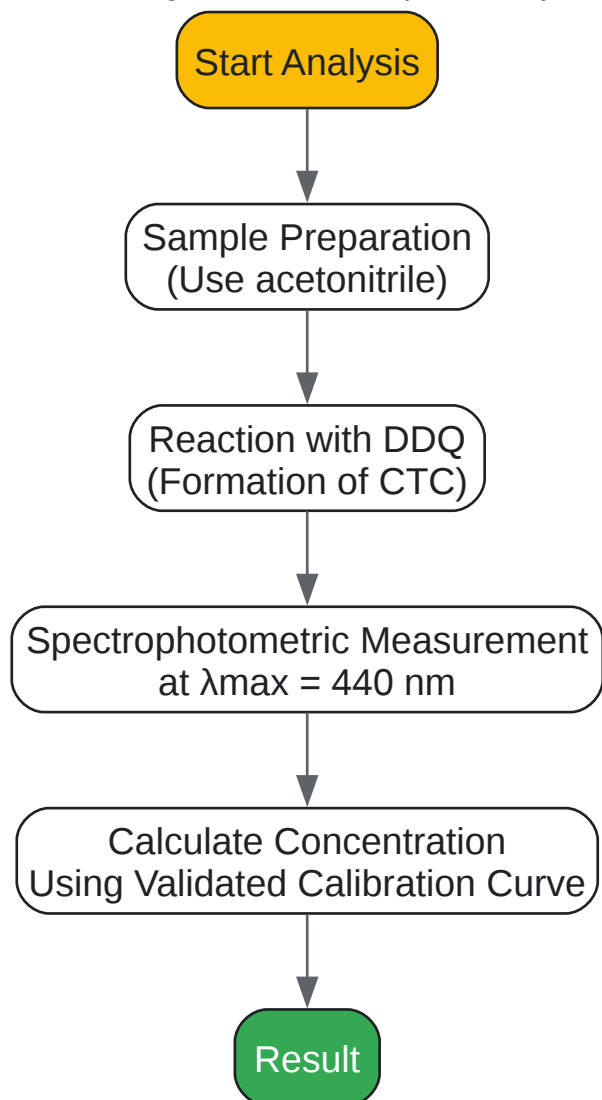 Start Analysis
Sample Preparation
(Use acetonitrile)
Reaction with DDQ
(Formation of CTC)
Spectrophotometric Measurement
at λmax = 440 nm
Calculate Concentration
Using Validated Calibration Curve
Result